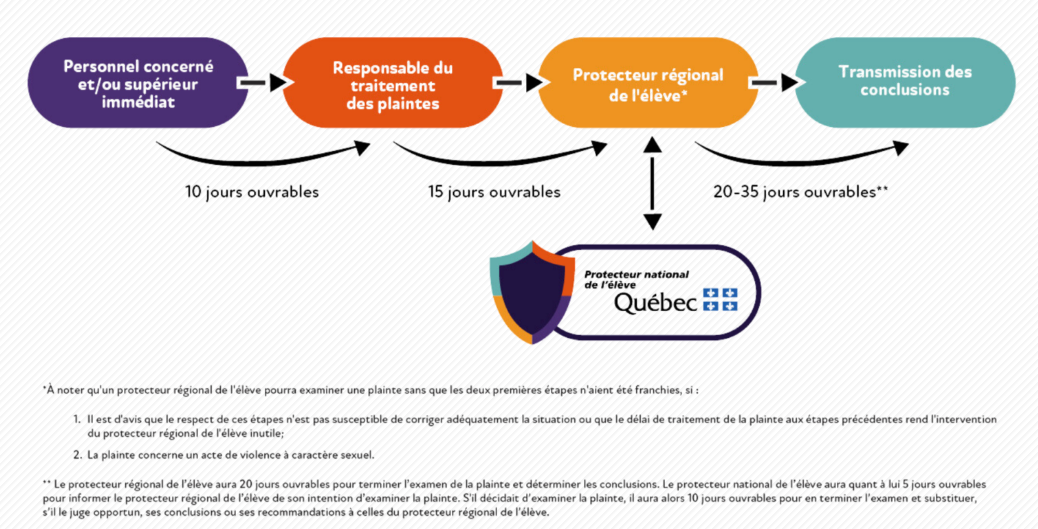 Personnel concerné
et/ou supérieur
immédiat
Responsable du
traitement
des plaintes
Protecteur régional
de l'élève*
Transmission des
conclusions
10 jours ouvrables
15 jours ouvrables
20-35 jours ouvrables**
Protecteur national
de l'élève
Québec
*À noter qu'un protecteur régional de l'élève pourra examiner une plainte sans que les deux premières étapes n'aient été franchies, si :
1. Il est d'avis que le respect de ces étapes n'est pas susceptible de corriger adéquatement la situation ou que le délai de traitement de la plainte aux étapes précédentes rend l'intervention
du protecteur régional de l'élève inutile;
2. La plainte concerne un acte de violence à caractère sexuel.
** Le protecteur régional de l'élève aura 20 jours ouvrables pour terminer l'examen de la plainte et déterminer les conclusions. Le protecteur national de l'élève aura quant à lui 5 jours ouvrables
pour informer le protecteur régional de l'élève de son intention d'examiner la plainte. S'il décidait d'examiner la plainte, il aura alors 10 jours ouvrables pour en terminer l'examen et substituer,
s'il le juge opportun, ses conclusions ou ses recommandations à celles du protecteur régional de l'élève.